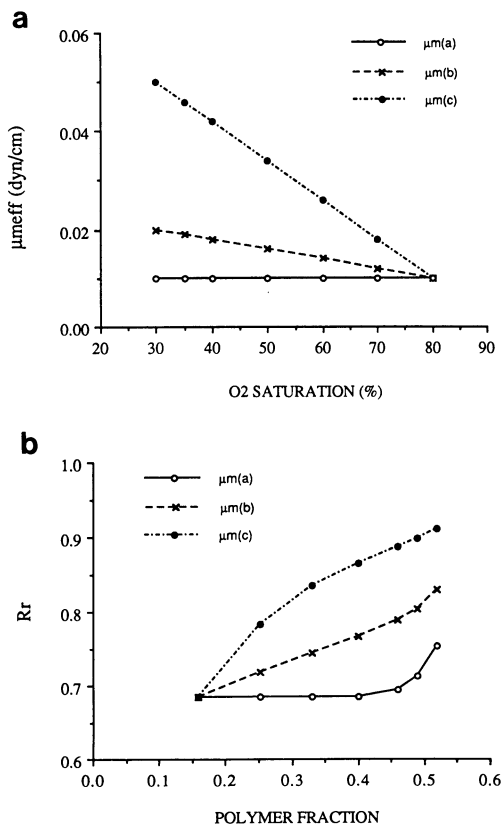 a
μmeff (dyn/cm)
0.06
0.04
0.02
0.00
μm(a)
μm(b)
μm(c)
20 30 40 50 60 70 80 90
O2 SATURATION (%)
b
Rr
1.0
0.9
0.8
0.7
0.6
μm(a)
μm(b)
μm(c)
0.0 0.1 0.2 0.3 0.4 0.5 0.6
POLYMER FRACTION